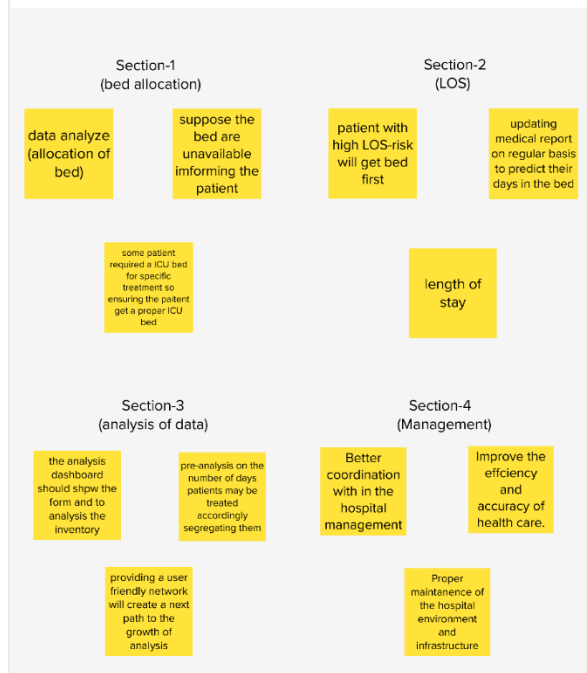 Section-1
(bed allocation)
data analyze
(allocation of
bed)
suppose the
bed are
unavailable
imforming the
patient
some patient
required a ICU bed
for specific
treatment so
ensuring the paitent
get a proper ICU
bed
Section-2
(LOS)
patient with
high LOS-risk
will get bed
first
updating
medical report
on regular basis
to predict their
days in the bed
length of
stay
Section-3
(analysis of data)
the analysis
dashboard
should shpw the
form and to
analysis the
inventory
pre-analysis on the
number of days
patients may be
treated
accordingly
segregating them
providing a user
friendly network
will create a next
path to the
growth of
analysis
Section-4
(Management)
Better
coordination
with in the
hospital
management
Improve the
effciency
and
accuracy of
health care.
Proper
maintanence of
the hospital
environment
and
infrastructure